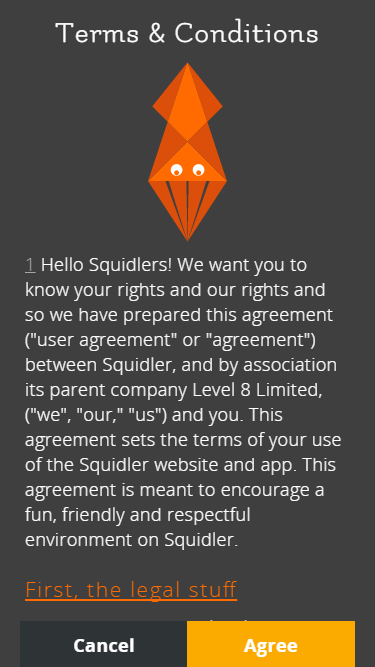 Terms & Conditions
1 Hello Squidlers! We want you to
know your rights and our rights and
so we have prepared this agreement
("user agreement" or "agreement")
between Squidler, and by association
its parent company Level 8 Limited,
("we", "our," "us") and you. This
agreement sets the terms of your use
of the Squidler website and app. This
agreement is meant to encourage a
fun, friendly and respectful
environment on Squidler.
First, the legal stuff
Cancel Agree